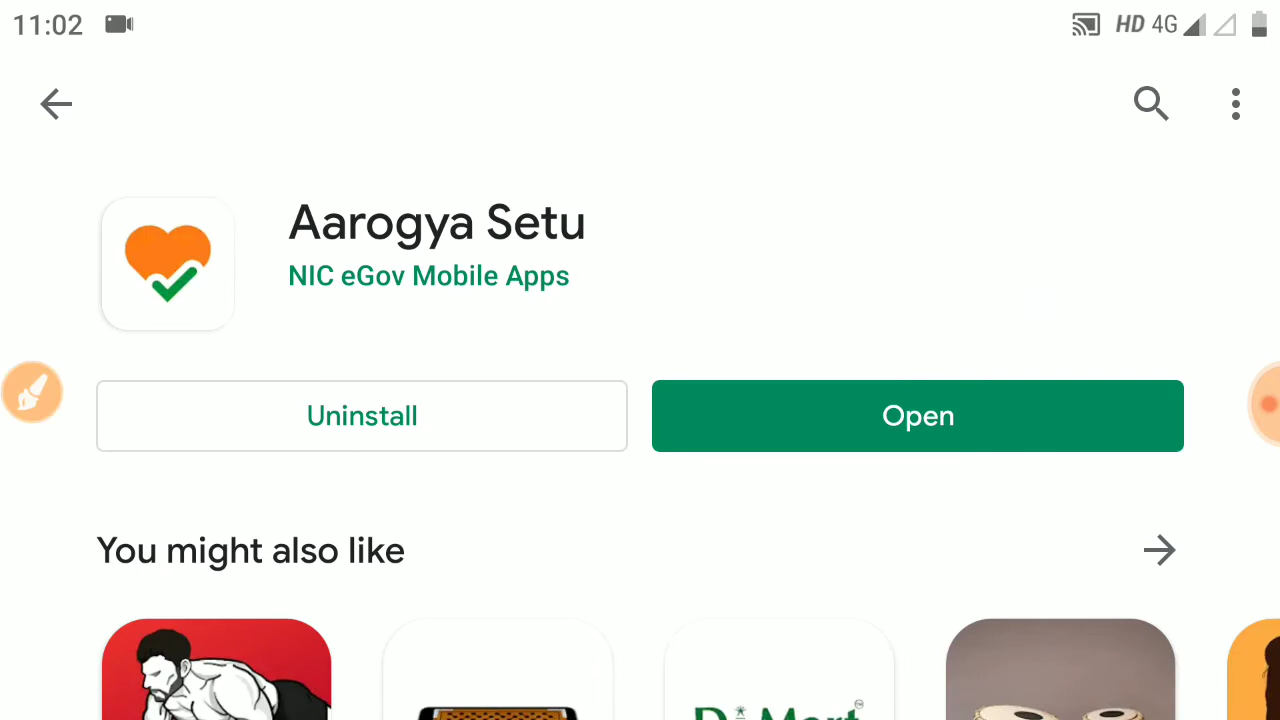 11:02 HD 4G
Aarogya Setu
NIC eGov Mobile Apps
Uninstall Open
You might also like